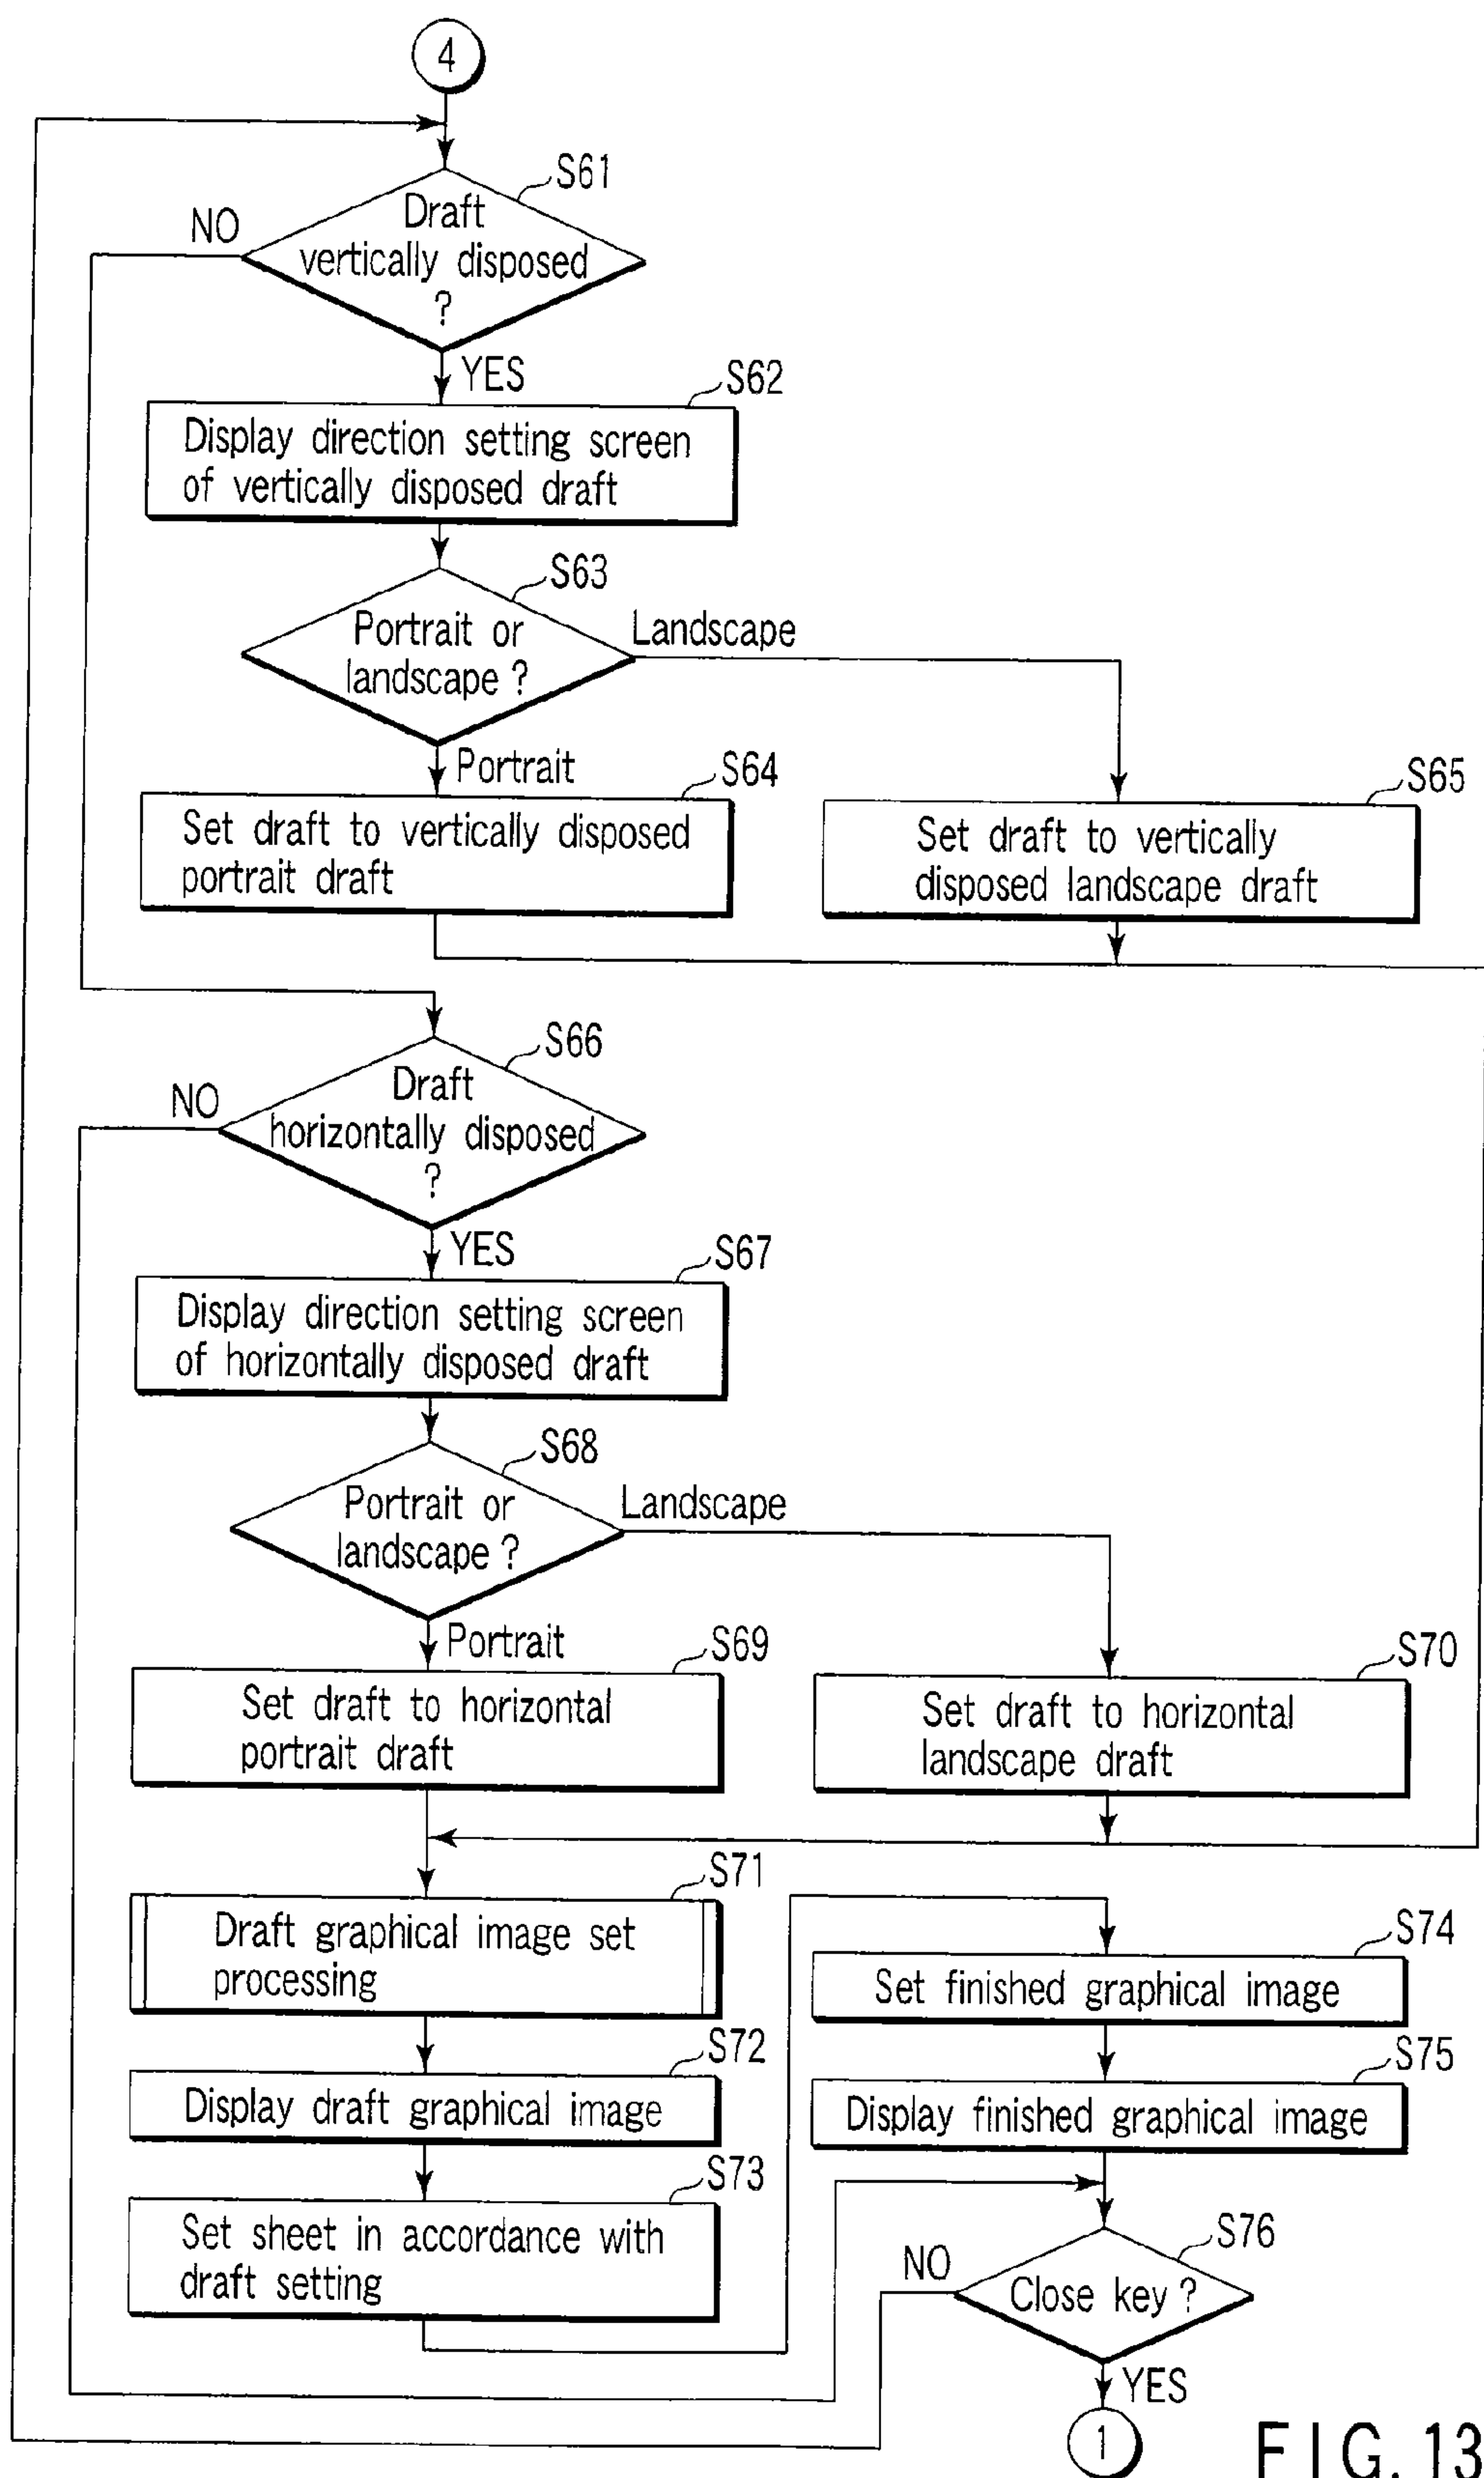 4
S61
Draft
vertically disposed
?
NO
YES
S62
Display direction setting screen
of vertically disposed draft
S63
Portrait or
landscape ?
Landscape
Portrait
S64
Set draft to vertically disposed
portrait draft
S65
Set draft to vertically
disposed landscape draft
S66
Draft
horizontally disposed
?
NO
YES
S67
Display direction setting screen
of horizontally disposed draft
S68
Portrait or
landscape ?
Landscape
Portrait
S69
Set draft to horizontal
portrait draft
S70
Set draft to horizontal
landscape draft
S71
Draft graphical image set
processing
S72
Display draft graphical image
S73
Set sheet in accordance with
draft setting
S74
Set finished graphical image
S75
Display finished graphical image
S76
Close key ?
NO
YES
1
FIG. 13